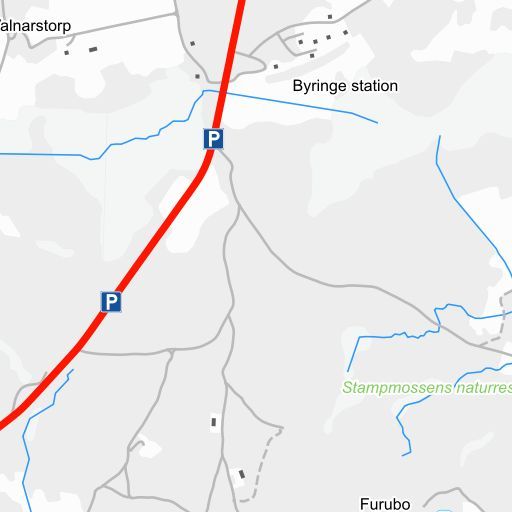 alnarstorp
Byringe station
P
P
Stampmossens naturres
Furubo